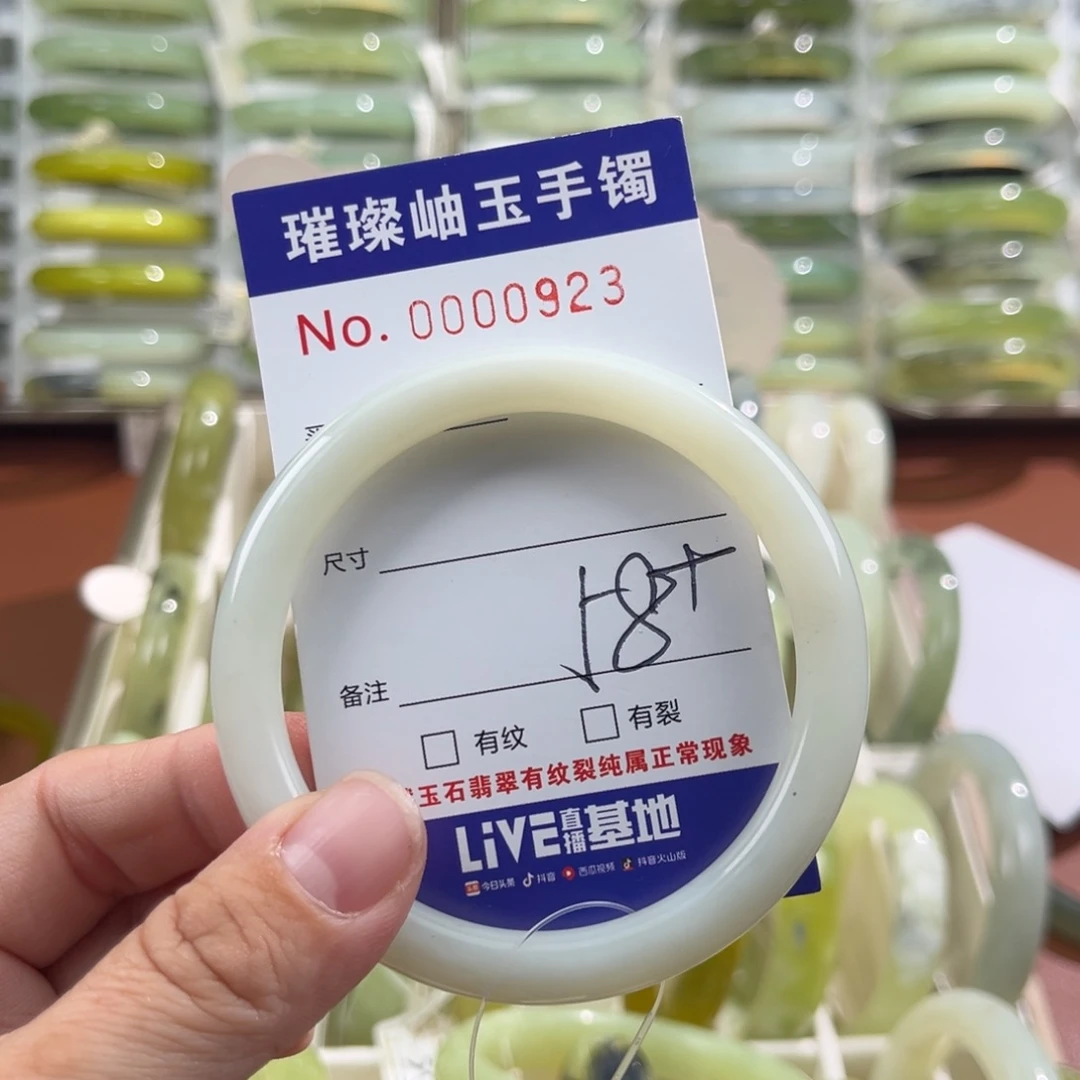 璀璨岫玉手镯
No. 0000923
尺寸
备注
有纹 有裂
玉石翡翠有纹裂纯属正常现象
LiVE直播基地
今日头条 抖音 西瓜视频 抖音火山版